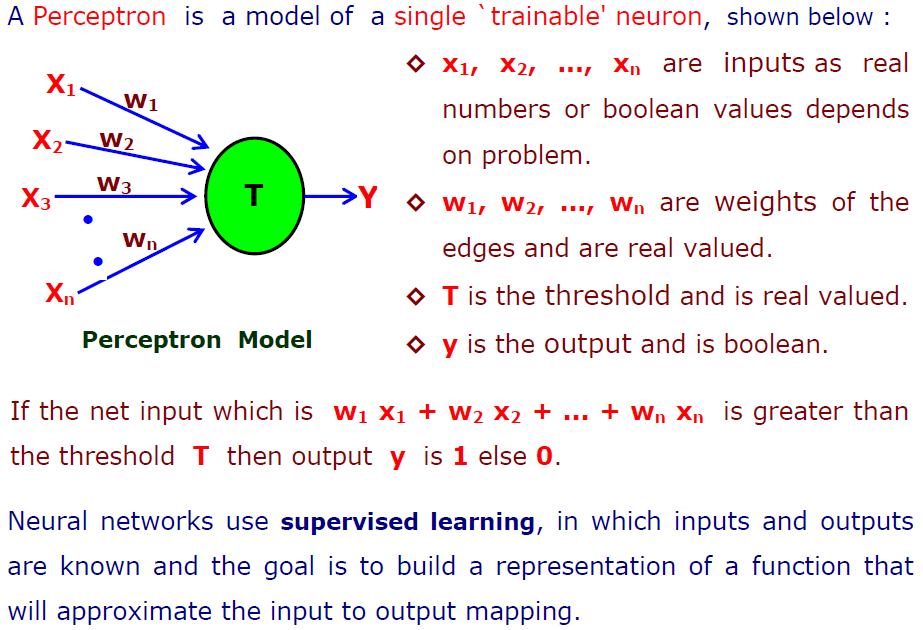 A Perceptron is a model of a single `trainable' neuron, shown below :
X1
w1
X2
w2
X3
w3
wn
Xn
T
Y
Perceptron Model
◇ x1, x2, ..., xn are inputs as real
numbers or boolean values depends
on problem.
◇ w1, w2, ..., wn are weights of the
edges and are real valued.
◇ T is the threshold and is real valued.
◇ y is the output and is boolean.
If the net input which is w1 x1 + w2 x2 + ... + wn xn is greater than
the threshold T then output y is 1 else 0.
Neural networks use supervised learning, in which inputs and outputs
are known and the goal is to build a representation of a function that
will approximate the input to output mapping.